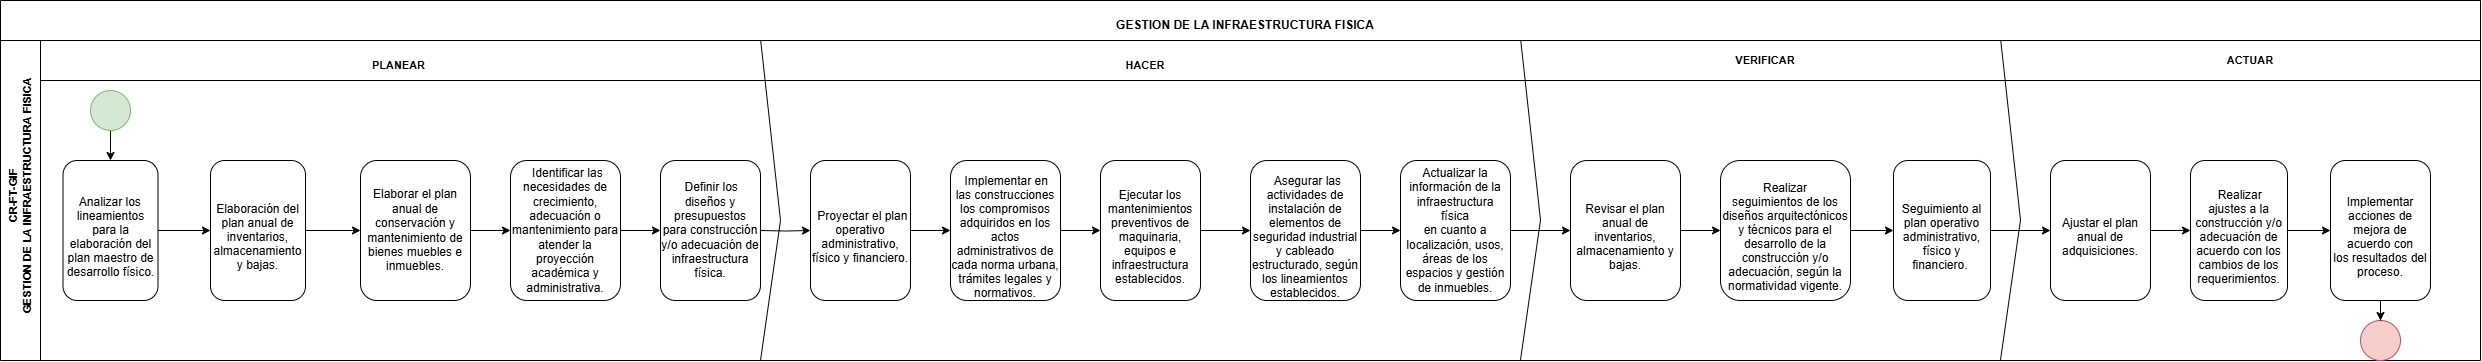 GESTION DE LA INFRAESTRUCTURA FISICA
CR-FT-GIF
GESTION DE LA INFRAESTRUCTURA FISICA
PLANEAR
HACER
VERIFICAR
ACTUAR
Analizar los
lineamientos
para la
elaboración del
plan maestro de
desarrollo físico.
Elaboración del
plan anual de
inventarios,
almacenamiento
y bajas.
Elaborar el plan
anual de
conservación y
mantenimiento de
bienes muebles e
inmuebles.
Identificar las
necesidades de
crecimiento,
adecuación o
mantenimiento para
atender la
proyección
académica y
administrativa.
Definir los
diseños y
presupuestos
para construcción
y/o adecuación de
infraestructura
física.
Proyectar el plan
operativo
administrativo,
físico y financiero.
Implementar en
las construcciones
los compromisos
adquiridos en los
actos
administrativos de
cada norma urbana,
trámites legales y
normativos.
Ejecutar los
mantenimientos
preventivos de
maquinaria,
equipos e
infraestructura
establecidos.
Asegurar las
actividades de
instalación de
elementos de
seguridad industrial
y cableado
estructurado, según
los lineamientos
establecidos.
Actualizar la
información de la
infraestructura
física
en cuanto a
localización, usos,
áreas de los
espacios y gestión
de inmuebles.
Revisar el plan
anual de
inventarios,
almacenamiento y
bajas.
Realizar
seguimientos de los
diseños arquitectónicos
y técnicos para el
desarrollo de la
construcción y/o
adecuación, según la
normatividad vigente.
Seguimiento al
plan operativo
administrativo,
físico y
financiero.
Ajustar el plan
anual de
adquisiciones.
Realizar
ajustes a la
construcción y/o
adecuación de
acuerdo con los
cambios de los
requerimientos.
Implementar
acciones de
mejora de
acuerdo con
los resultados del
proceso.